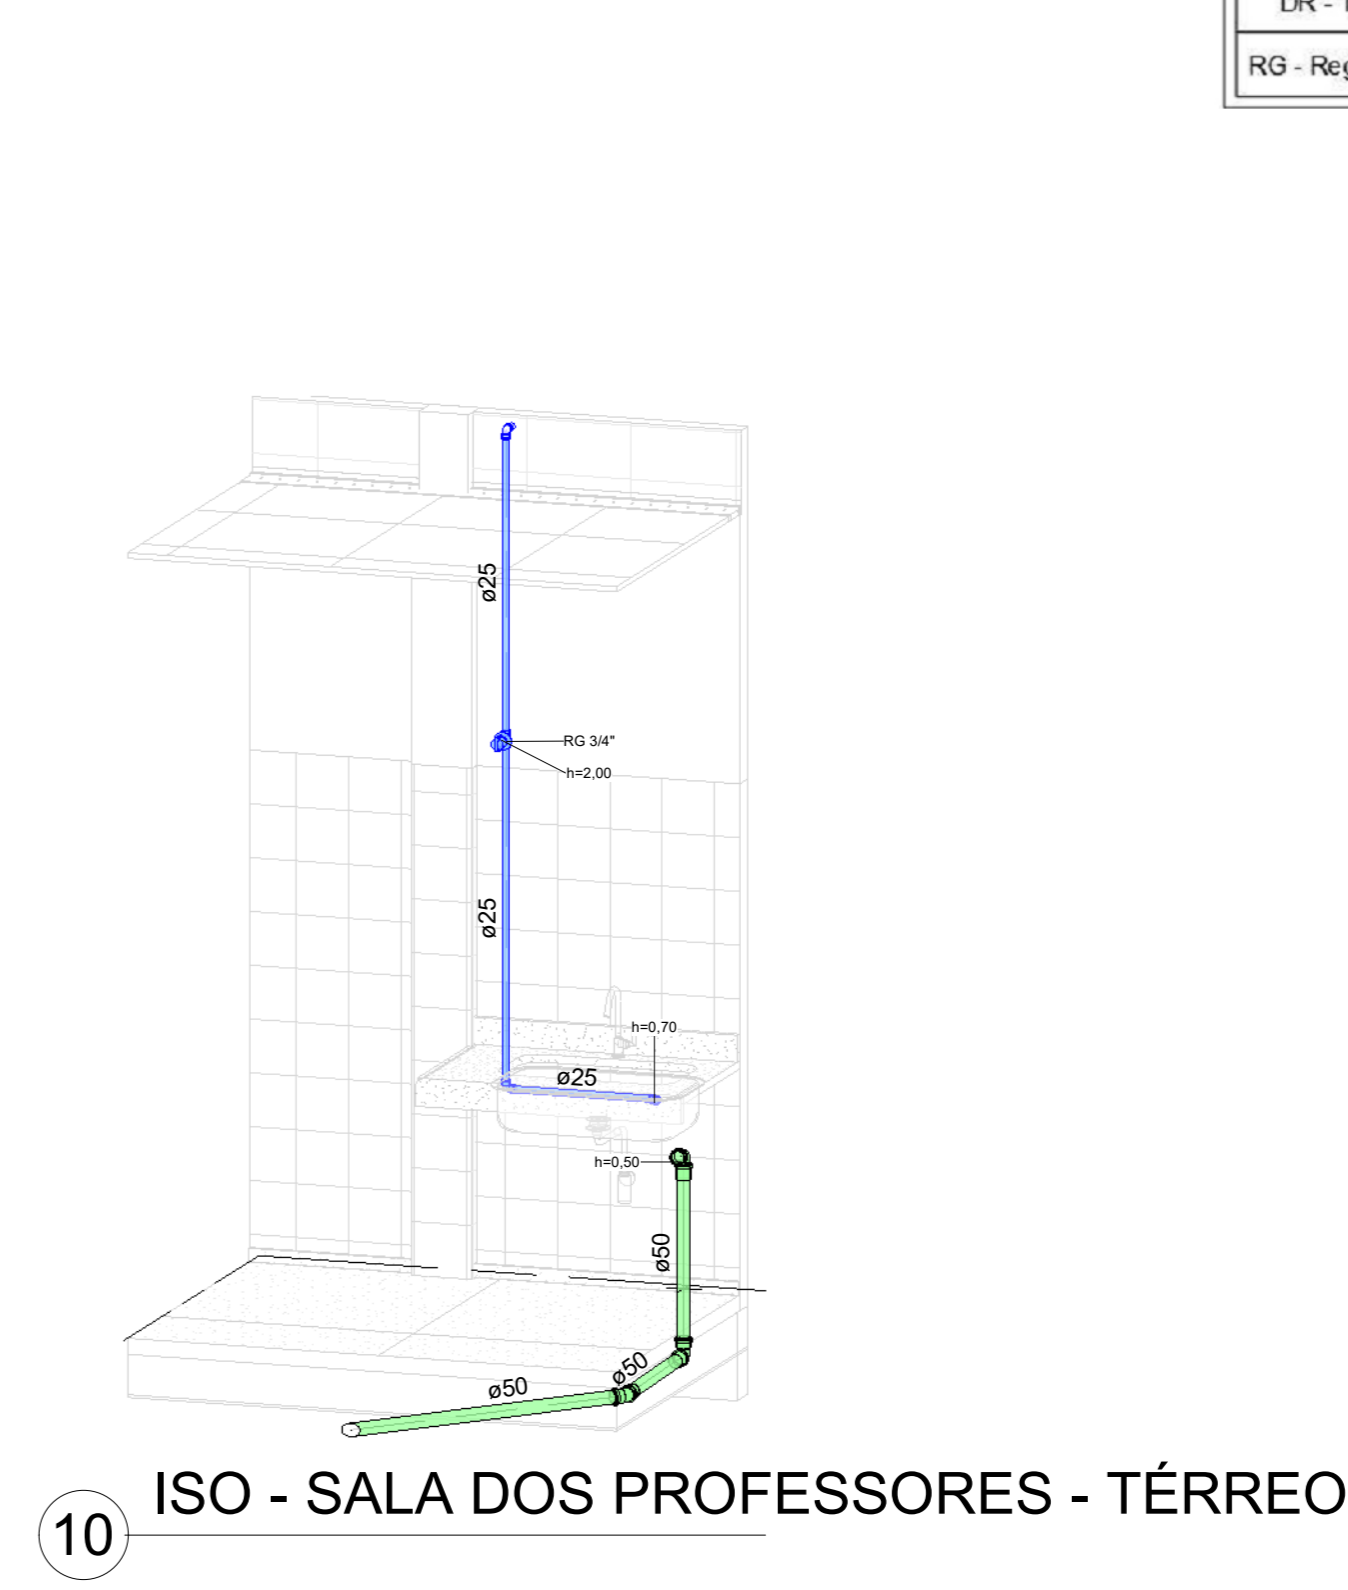 DR -
RG - Reg
ø25
RG 3/4"
h=2,00
ø25
h=0,70
ø25
h=0,50
ø50
ø50
ø50
10
ISO - SALA DOS PROFESSORES - TÉRREO